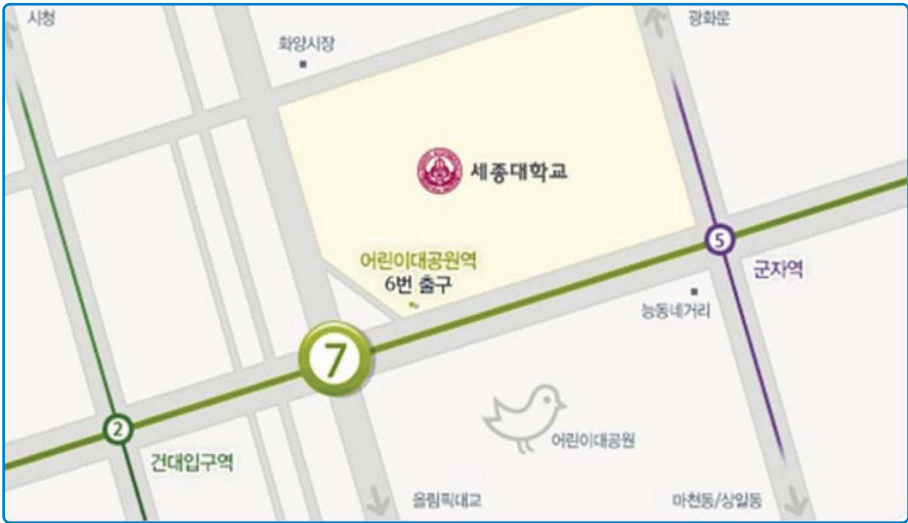 시청
화양시장
광화문
세종대학교
어린이대공원역
6번 출구
5
군자역
능동네거리
7
2
건대입구역
어린이대공원
올림픽대교
마천동/상일동